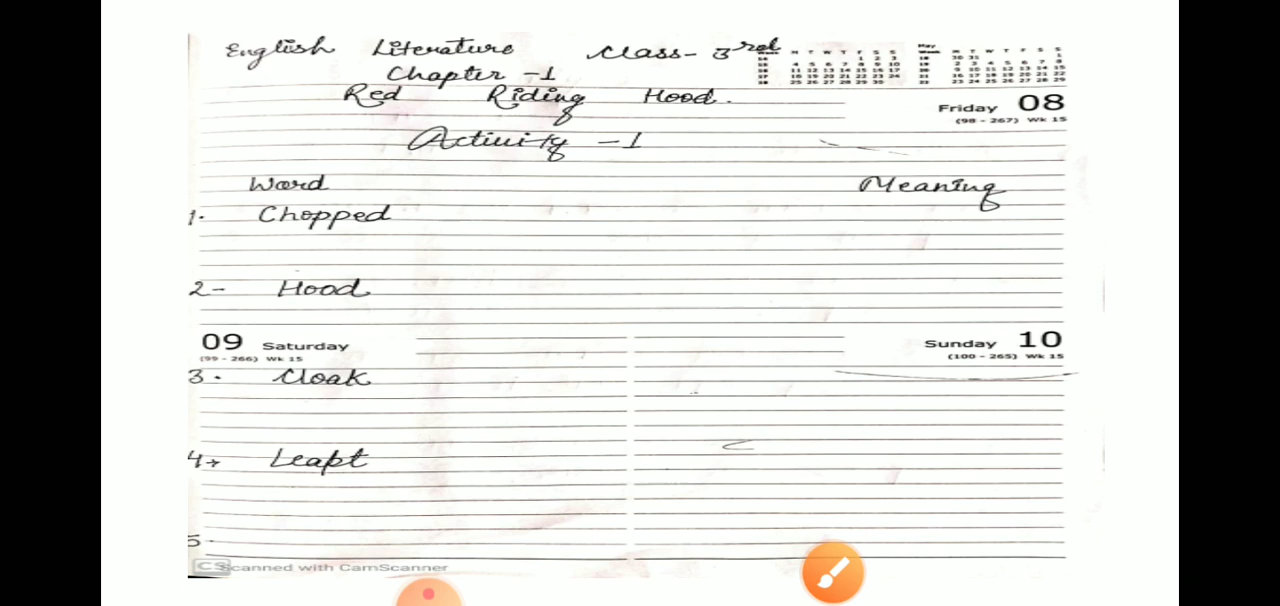 English Literature Class- 3rd
Chapter -1
Red Riding Hood.
Friday 08
(98 - 267) Wk 15
Activity -1
Word Meaning
1. Chopped
2- Hood
09 Saturday
(99 - 266) Wk 15
Sunday 10
(100 - 265) Wk 15
3. Cloak
4. Leapt
5.
CS Scanned with CamScanner